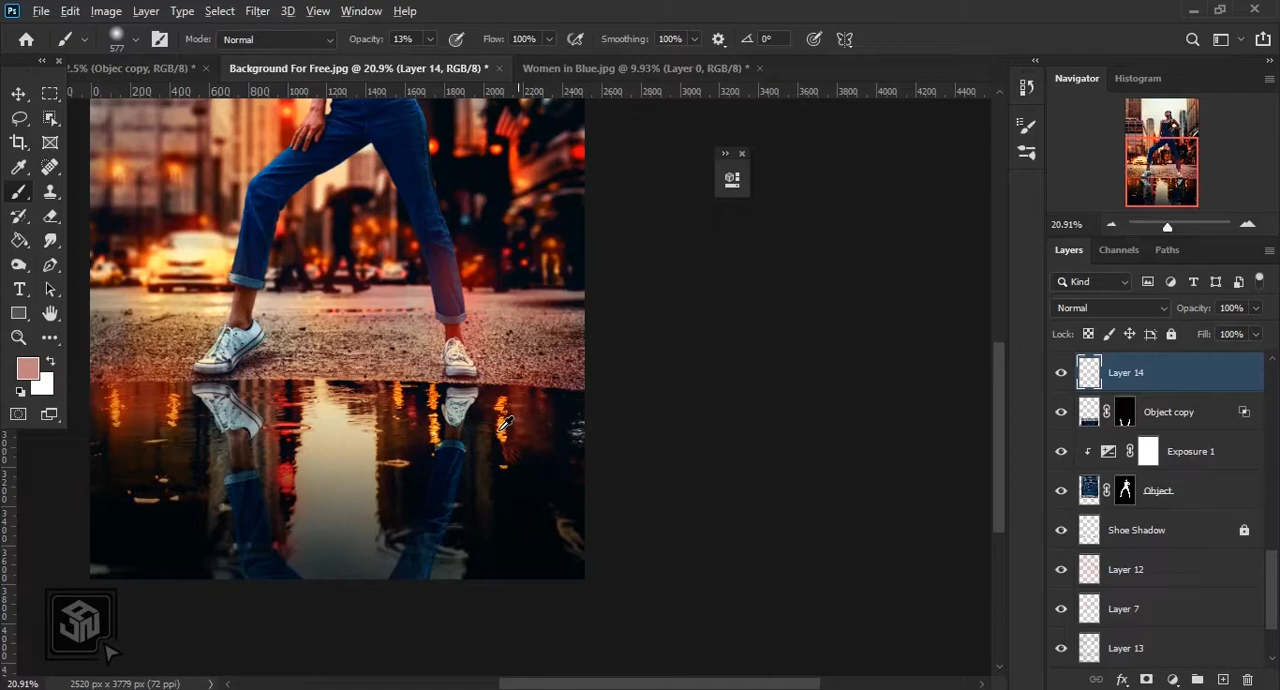 Ps File Edit Image Layer Type Select Filter 3D View Window Help
577 Mode: Normal Opacity: 13% Flow: 100% Smoothing: 100% 0°
2.5% (Objec copy, RGB/8) * × Background For Free.jpg @ 20.9% (Layer 14, RGB/8) * × Women in Blue.jpg @ 9.93% (Layer 0, RGB/8) * ×
0 200 400 600 800 1000 1200 1400 1600 1800 2000 2200 2400 2600 2800 3000 3200 3400 3600 3800 4000 4200 4400
Navigator Histogram
20.91%
Layers Channels Paths
Kind
Normal Opacity: 100%
Lock: Fill: 100%
Layer 14
Object copy
Exposure 1
Object
Shoe Shadow
Layer 12
Layer 7
Layer 13
20.91% 2520 px x 3779 px (72 ppi)